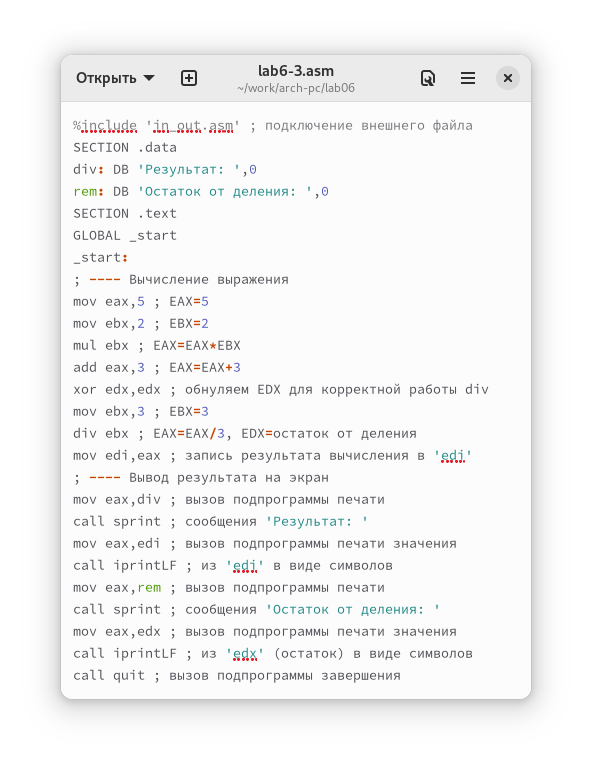 Открыть
lab6-3.asm
~/work/arch-pc/lab06
%include 'in_out.asm' ; подключение внешнего файла
SECTION .data
div: DB 'Результат: ',0
rem: DB 'Остаток от деления: ',0
SECTION .text
GLOBAL _start
_start:
; ---- Вычисление выражения
mov eax,5 ; EAX=5
mov ebx,2 ; EBX=2
mul ebx ; EAX=EAX*EBX
add eax,3 ; EAX=EAX+3
xor edx,edx ; обнуляем EDX для корректной работы div
mov ebx,3 ; EBX=3
div ebx ; EAX=EAX/3, EDX=остаток от деления
mov edi,eax ; запись результата вычисления в 'edi'
; ---- Вывод результата на экран
mov eax,div ; вызов подпрограммы печати
call sprint ; сообщения 'Результат: '
mov eax,edi ; вызов подпрограммы печати значения
call iprintLF ; из 'edi' в виде символов
mov eax,rem ; вызов подпрограммы печати
call sprint ; сообщения 'Остаток от деления: '
mov eax,edx ; вызов подпрограммы печати значения
call iprintLF ; из 'edx' (остаток) в виде символов
call quit ; вызов подпрограммы завершения